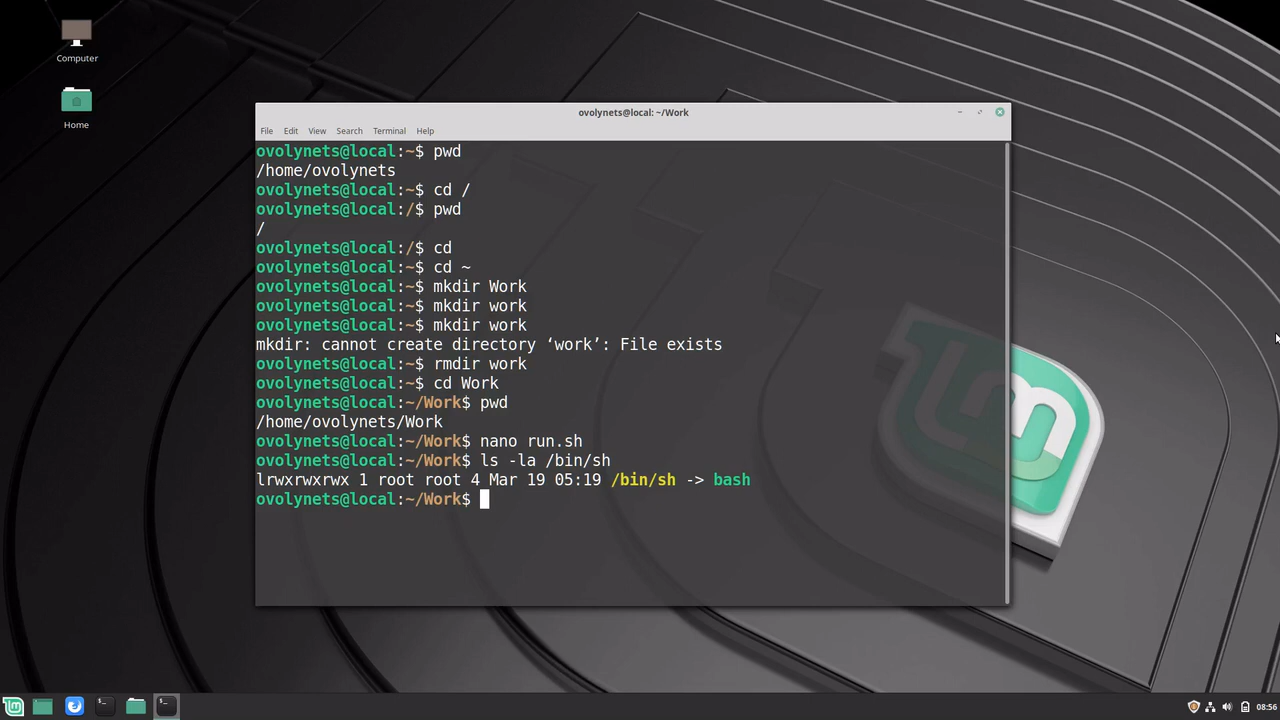 Computer
Home
ovolynets@local: ~/Work
File Edit View Search Terminal Help
ovolynets@local:~$ pwd
/home/ovolynets
ovolynets@local:~$ cd /
ovolynets@local:/$ pwd
/
ovolynets@local:/$ cd
ovolynets@local:~$ cd ~
ovolynets@local:~$ mkdir Work
ovolynets@local:~$ mkdir work
ovolynets@local:~$ mkdir work
mkdir: cannot create directory ‘work’: File exists
ovolynets@local:~$ rmdir work
ovolynets@local:~$ cd Work
ovolynets@local:~/Work$ pwd
/home/ovolynets/Work
ovolynets@local:~/Work$ nano run.sh
ovolynets@local:~/Work$ ls -la /bin/sh
lrwxrwxrwx 1 root root 4 Mar 19 05:19 /bin/sh -> bash
ovolynets@local:~/Work$
08:56